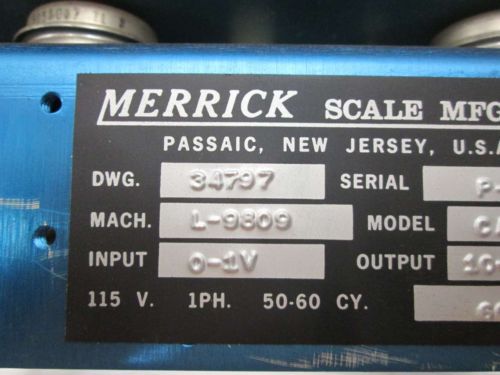 MERRICK SCALE MFG
PASSAIC, NEW JERSEY, U.S.A
DWG. 34797 SERIAL P
MACH. L-9809 MODEL
INPUT 0-1V OUTPUT 10-
115 V. 1PH. 50-60 CY.